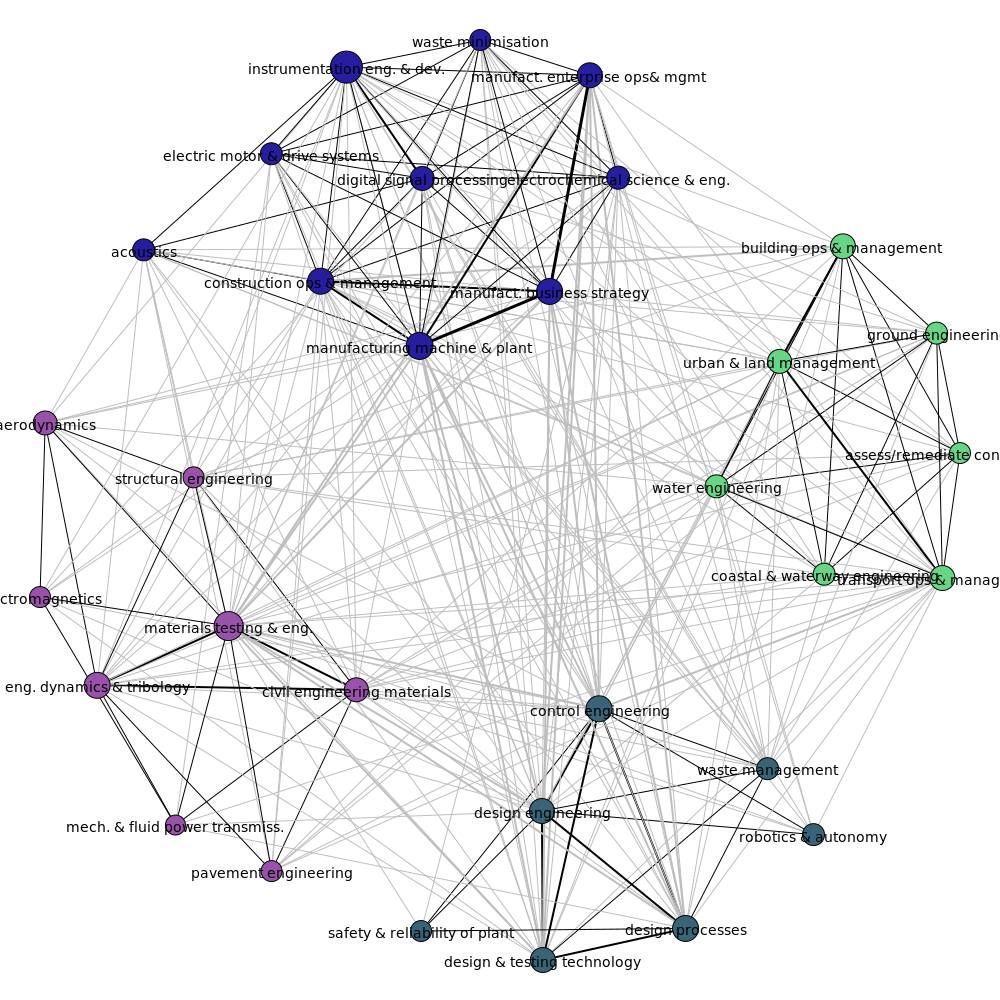 waste minimisation
instrumentation eng. & dev.
manufact. enterprise ops& mgmt
electric motor & drive systems
digital signal processing
electrochemical science & eng.
building ops & management
acoustics
construction ops & management
manufact. business strategy
ground engineerin
manufacturing machine & plant
urban & land management
aerodynamics
assess/remediate con
structural engineering
water engineering
coastal & waterway engineering
transport ops & manag
ctromagnetics
materials testing & eng.
eng. dynamics & tribology
civil engineering materials
control engineering
waste management
design engineering
mech. & fluid power transmiss.
robotics & autonomy
pavement engineering
safety & reliability of plant
design processes
design & testing technology